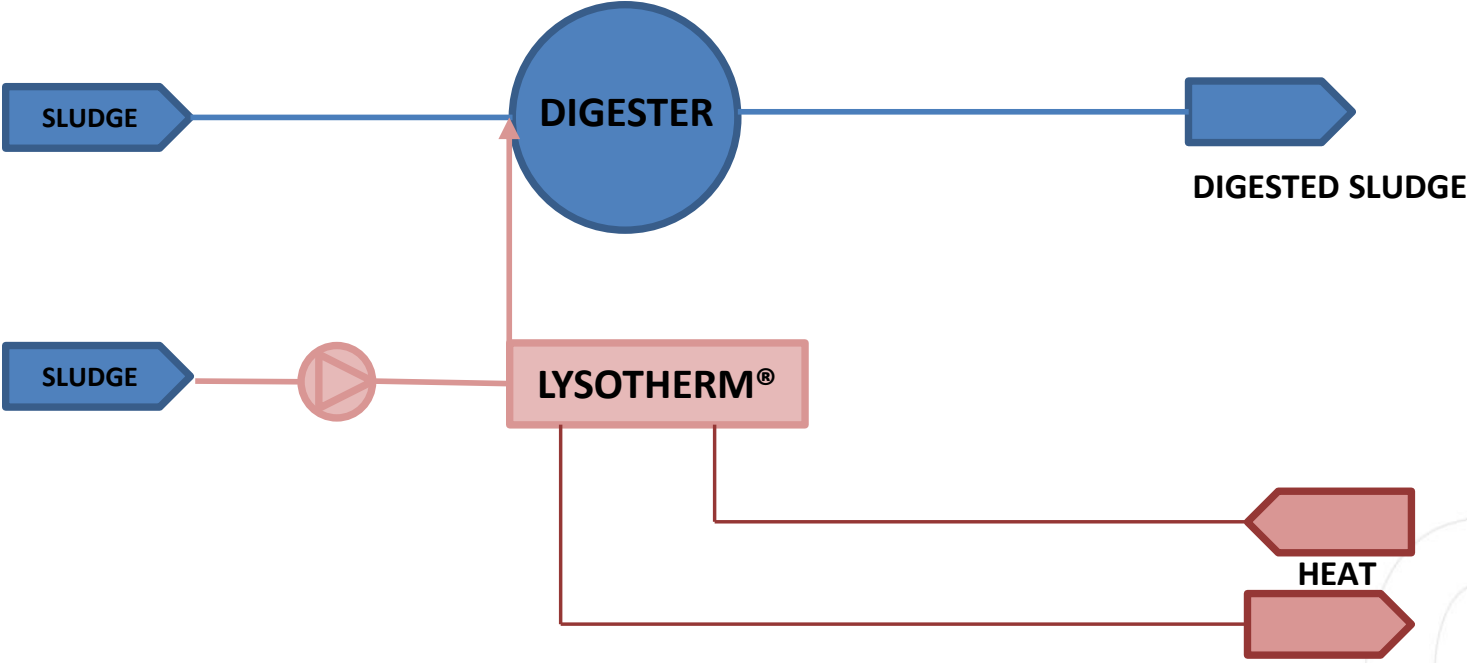 SLUDGE
DIGESTER
DIGESTED SLUDGE
SLUDGE
LYSOTHERM®
HEAT